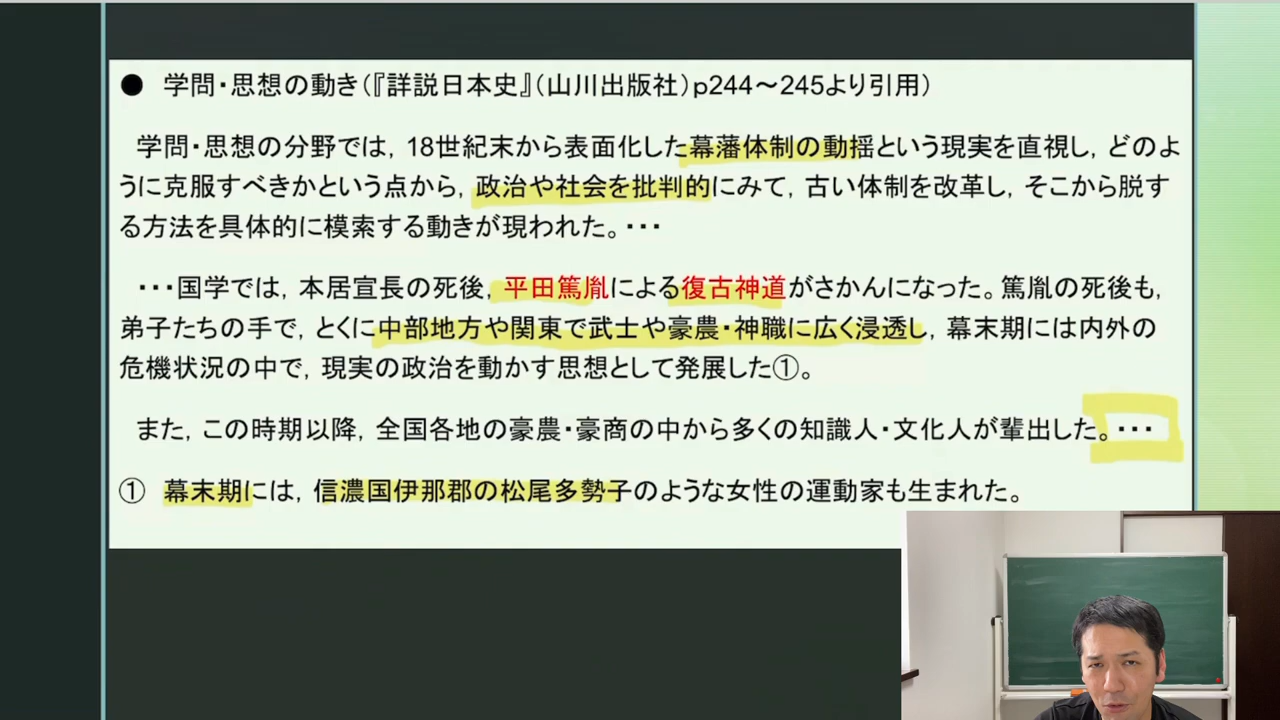 ● 学問・思想の動き(『詳説日本史』(山川出版社)p244～245より引用)
学問・思想の分野では, 18世紀末から表面化した幕藩体制の動揺という現実を直視し, どのよ
うに克服すべきかという点から, 政治や社会を批判的にみて, 古い体制を改革し, そこから脱す
る方法を具体的に模索する動きが現われた。・・・
・・・国学では, 本居宣長の死後, 平田篤胤による復古神道がさかんになった。篤胤の死後も,
弟子たちの手で, とくに中部地方や関東で武士や豪農・神職に広く浸透し, 幕末期には内外の
危機状況の中で, 現実の政治を動かす思想として発展した①。
また, この時期以降, 全国各地の豪農・豪商の中から多くの知識人・文化人が輩出した。・・・
① 幕末期には, 信濃国伊那郡の松尾多勢子のような女性の運動家も生まれた。